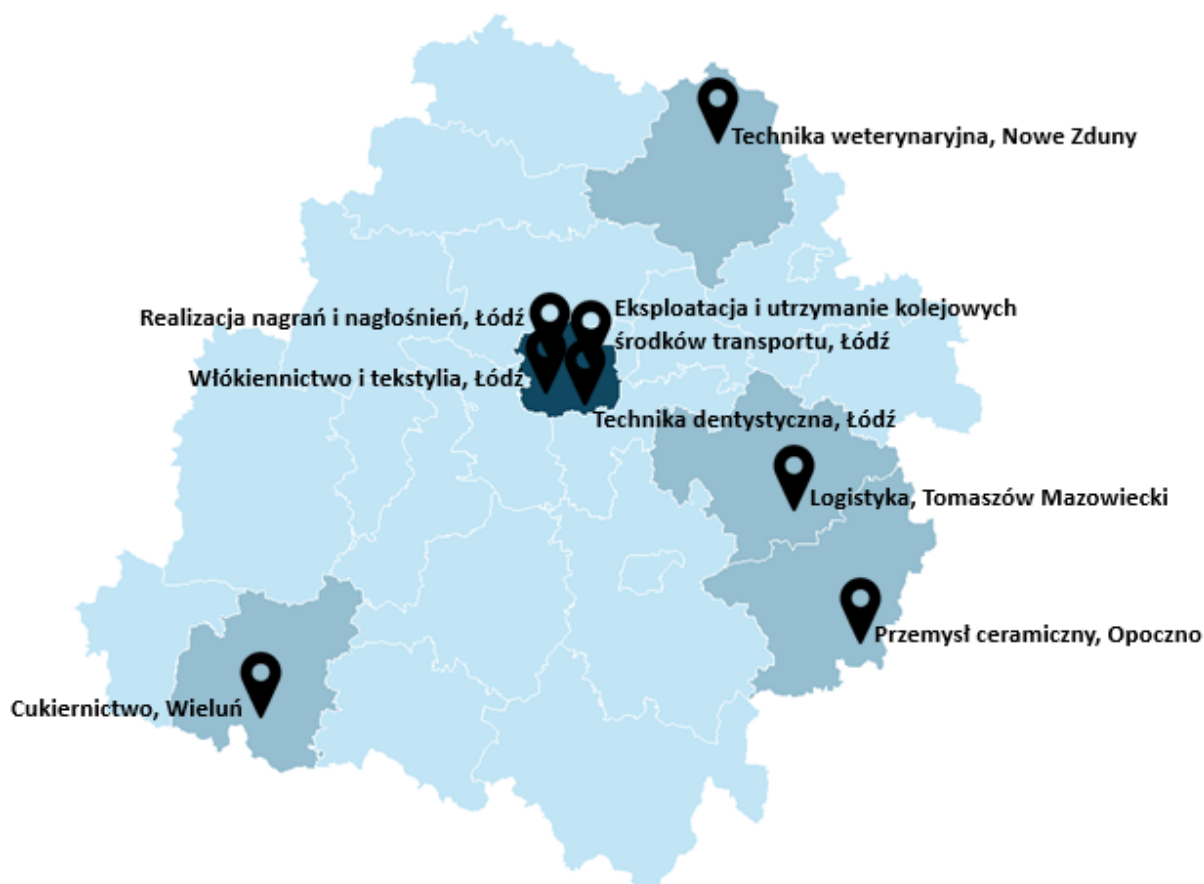 Technika weterynaryjna, Nowe Zduny
Realizacja nagrań i nagłośnień, Łódź
Eksploatacja i utrzymanie kolejowych
środków transportu, Łódź
Włókiennictwo i tekstylia, Łódź
Technika dentystyczna, Łódź
Logistyka, Tomaszów Mazowiecki
Przemysł ceramiczny, Opoczno
Cukiernictwo, Wieluń